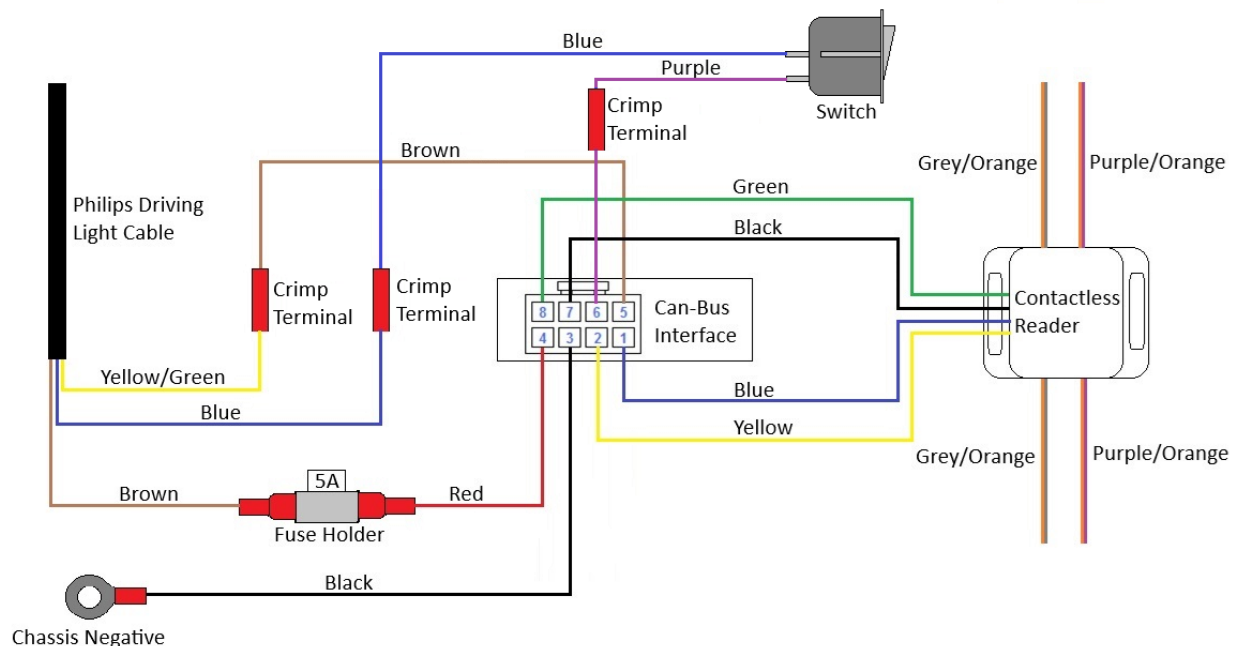 Blue
Purple
Switch
Crimp
Terminal
Brown
Grey/Orange
Purple/Orange
Philips Driving
Light Cable
Green
Black
Crimp
Terminal
Crimp
Terminal
8 7 6 5
4 3 2 1
Can-Bus
Interface
Contactless
Reader
Yellow/Green
Blue
Blue
Yellow
Grey/Orange
Purple/Orange
Brown
5A
Red
Fuse Holder
Black
Chassis Negative